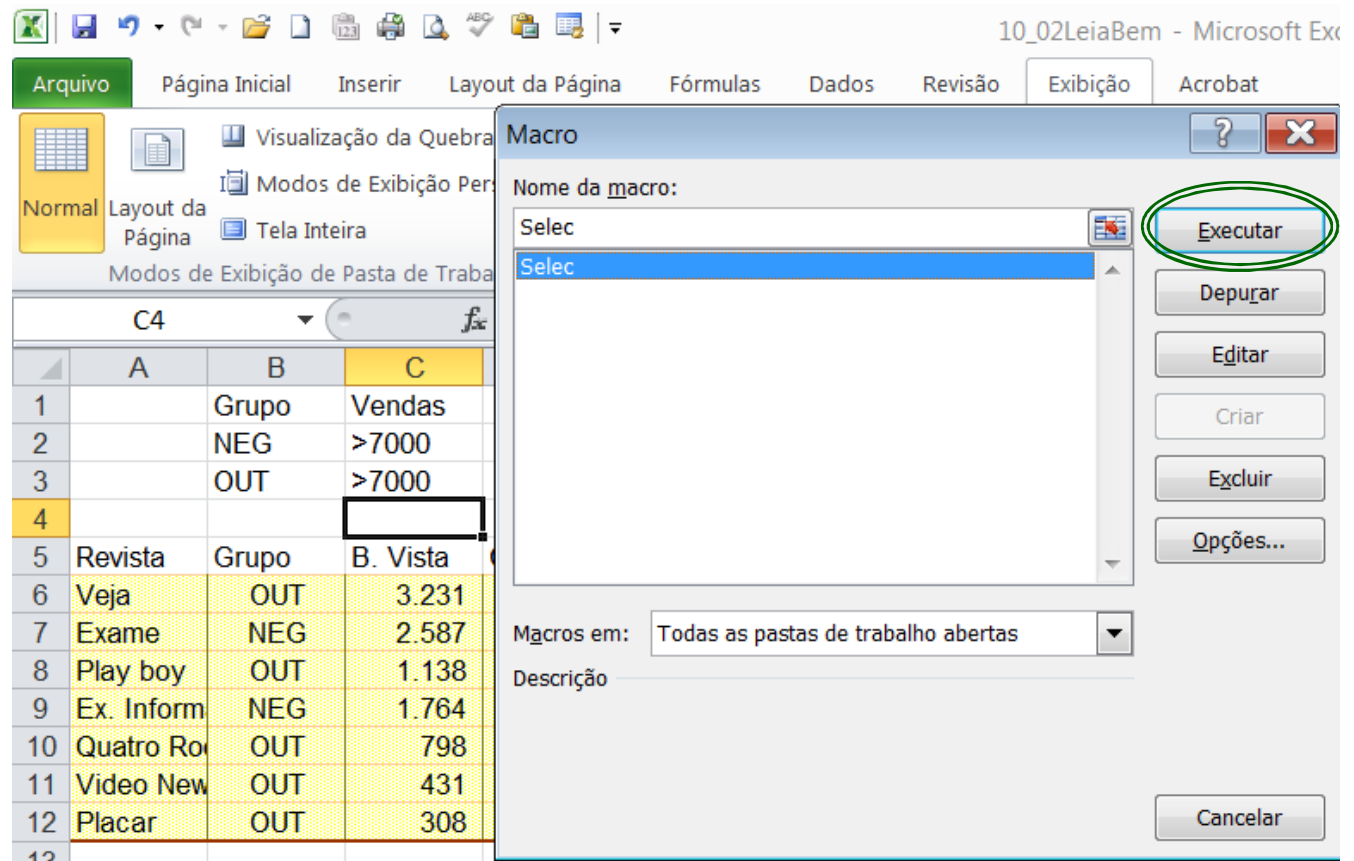 123 ABC
10_02LeiaBem - Microsoft Exc
Arquivo Página Inicial Inserir Layout da Página Fórmulas Dados Revisão Exibição Acrobat
Normal
Layout da
Página
Visualização da Quebra
Modos de Exibição Pers
Tela Inteira
Modos de Exibição de Pasta de Traba
Macro
Nome da macro:
Selec
Selec
Executar
Depurar
Editar
Criar
Excluir
Opções...
Macros em: Todas as pastas de trabalho abertas
Descrição
Cancelar
C4 fx
A B C
1 Grupo Vendas
2 NEG >7000
3 OUT >7000
4
5 Revista Grupo B. Vista
6 Veja OUT 3.231
7 Exame NEG 2.587
8 Play boy OUT 1.138
9 Ex. Inform NEG 1.764
10 Quatro Ro OUT 798
11 Video New OUT 431
12 Placar OUT 308
13